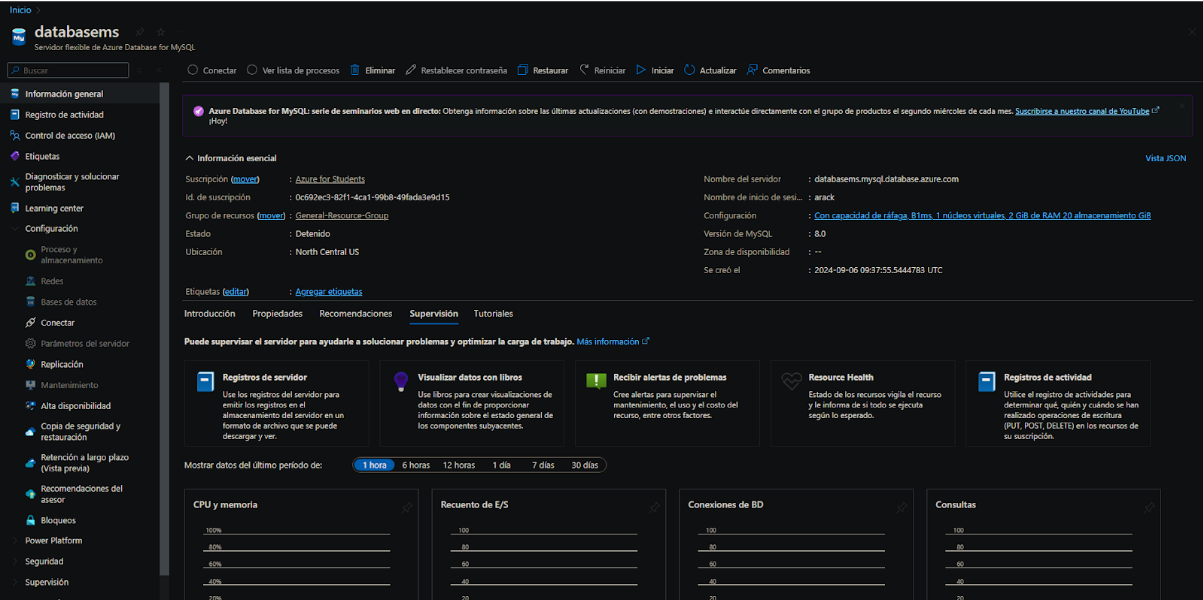 Inicio >
databasems
Servidor flexible de Azure Database for MySQL
Buscar
Conectar
Ver lista de procesos
Eliminar
Restablecer contraseña
Restaurar
Reiniciar
Iniciar
Actualizar
Comentarios
Información general
Registro de actividad
Control de acceso (IAM)
Etiquetas
Diagnosticar y solucionar
problemas
Learning center
Configuración
Proceso y
almacenamiento
Redes
Bases de datos
Conectar
Parámetros del servidor
Replicación
Mantenimiento
Alta disponibilidad
Copia de seguridad y
restauración
Retención a largo plazo
(Vista previa)
Recomendaciones del
asesor
Bloqueos
Power Platform
Seguridad
Supervisión
Azure Database for MySQL: serie de seminarios web en directo: Obtenga información sobre las últimas actualizaciones (con demostraciones) e interactúe directamente con el grupo de productos el segundo miércoles de cada mes. Suscribirse a nuestro canal de YouTube
¡Hoy!
Información esencial
Vista JSON
Suscripción (mover) : Azure for Students
Id. de suscripción : 0c692ec3-82f1-4ca1-99b8-49fada3e9d15
Grupo de recursos (mover) : General-Resource-Group
Estado : Detenido
Ubicación : North Central US
Nombre del servidor : databasems.mysql.database.azure.com
Nombre de inicio de sesi... : arack
Configuración : Con capacidad de ráfaga, B1ms, 1 núcleos virtuales, 2 GiB de RAM 20 almacenamiento GiB
Versión de MySQL : 8.0
Zona de disponibilidad : --
Se creó el : 2024-09-06 09:37:55.5444783 UTC
Etiquetas (editar) : Agregar etiquetas
Introducción
Propiedades
Recomendaciones
Supervisión
Tutoriales
Puede supervisar el servidor para ayudarle a solucionar problemas y optimizar la carga de trabajo. Más información
Registros de servidor
Use los registros del servidor para
emitir los registros en el
almacenamiento del servidor en un
formato de archivo que se puede
descargar y ver.
Visualizar datos con libros
Use libros para crear visualizaciones de
datos con el fin de proporcionar
información sobre el estado general de
los componentes subyacentes.
Recibir alertas de problemas
Cree alertas para supervisar el
mantenimiento, el uso y el costo del
recurso, entre otros factores.
Resource Health
Estado de los recursos vigila el recurso
y le informa de si todo se ejecuta
según lo esperado.
Registros de actividad
Utilice el registro de actividades para
determinar qué, quién y cuándo se han
realizado operaciones de escritura
(PUT, POST, DELETE) en los recursos de
su suscripción.
Mostrar datos del último período de:
1 hora
6 horas
12 horas
1 día
7 días
30 días
CPU y memoria
100%
80%
60%
40%
20%
Recuento de E/S
100
80
60
40
20
Conexiones de BD
100
80
60
40
20
Consultas
100
80
60
40
20